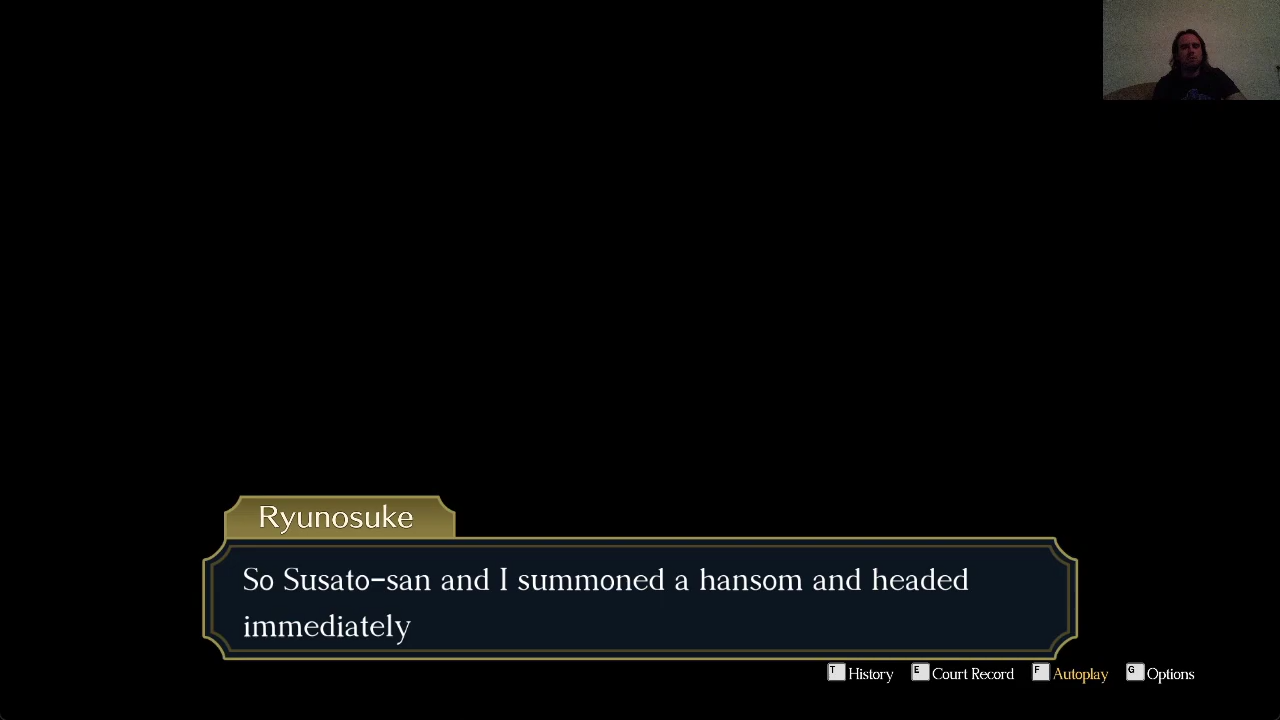 Ryunosuke
So Susato-san and I summoned a hansom and headed
immediately
T History E Court Record F Autoplay G Options